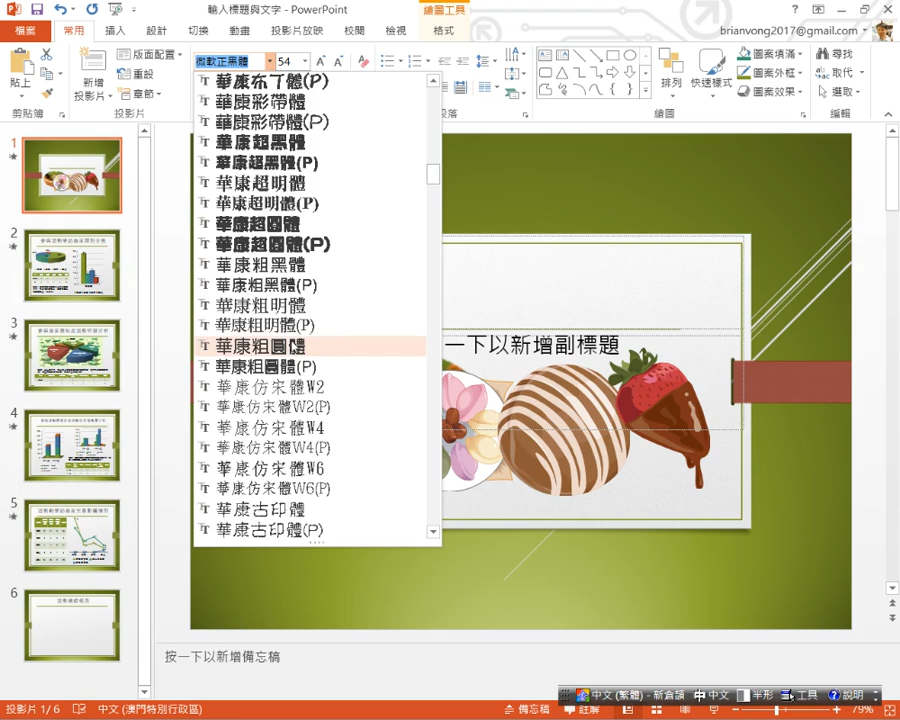 輸入標題與文字 - PowerPoint
繪圖工具
檔案
常用
插入
設計
切換
動畫
投影片放映
校閱
檢視
格式
brianvong2017@gmail.com
貼上
剪貼簿
新增
投影片
版面配置
重設
章節
投影片
微軟正黑體
54
段落
排列
快速樣式
圖案填滿
圖案外框
圖案效果
繪圖
尋找
取代
選取
編輯
華康布丁體(P)
華康彩帶體
華康彩帶體(P)
華康超黑體
華康超黑體(P)
華康超明體
華康超明體(P)
華康超圓體
華康超圓體(P)
華康粗黑體
華康粗黑體(P)
華康粗明體
華康粗明體(P)
華康粗圓體
華康粗圓體(P)
華康仿宋體W2
華康仿宋體W2(P)
華康仿宋體W4
華康仿宋體W4(P)
華康仿宋體W6
華康仿宋體W6(P)
華康古印體
華康古印體(P)
一下以新增副標題
1
2
3
4
5
6
按一下以新增備忘稿
中文 (繁體) - 新倉頡
中文
半形
工具
說明
投影片 1/6
中文 (澳門特別行政區)
備忘稿
註解
79%